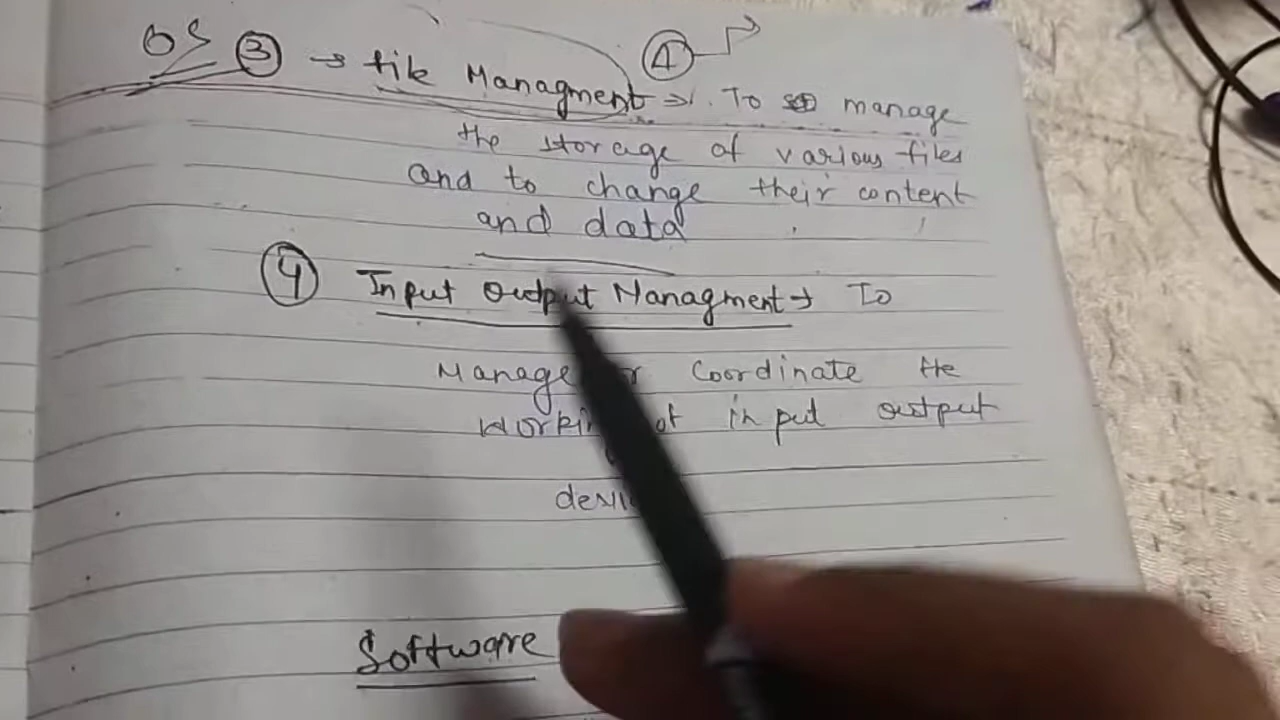 OS ③ → file Managment ⇒ To manage
④
the storage of various files
and to change their content
and data
④ Input Output Managment → To
Manage or Coordinate the
working of input output
Software